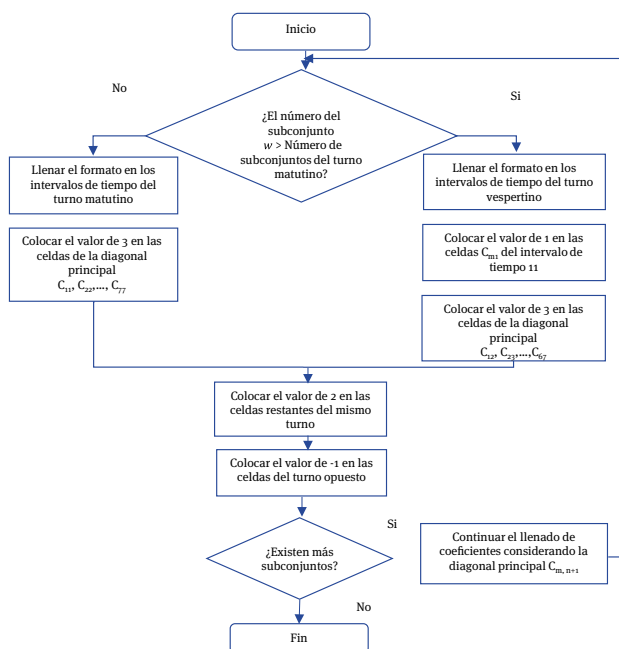 Inicio
No
Si
¿El número del
subconjunto
w > Número de
subconjuntos del turno
matutino?
Llenar el formato en los
intervalos de tiempo del
turno matutino
Llenar el formato en los
intervalos de tiempo del turno
vespertino
Colocar el valor de 3 en las
celdas de la diagonal
principal
C11, C22,..., C77
Colocar el valor de 1 en las
celdas Cm1 del intervalo de
tiempo 11
Colocar el valor de 3 en las
celdas de la diagonal
principal
C12, C23,...,C67
Colocar el valor de 2 en las
celdas restantes del mismo
turno
Colocar el valor de -1 en las
celdas del turno opuesto
Si
¿Existen más
subconjuntos?
Continuar el llenado de
coeficientes considerando la
diagonal principal Cm, n+1
No
Fin